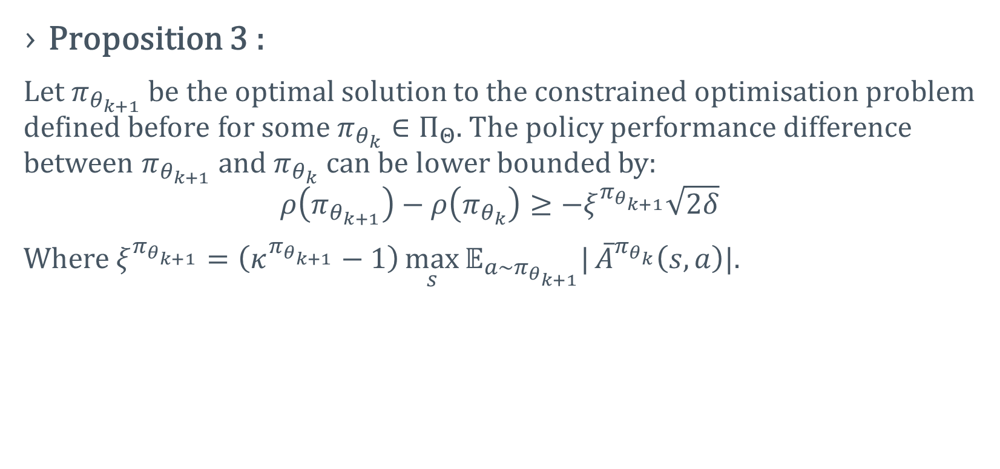 › Proposition 3 :
Let $\pi_{\theta_{k+1}}$ be the optimal solution to the constrained optimisation problem
defined before for some $\pi_{\theta_k} \in \Pi_\Theta$. The policy performance difference
between $\pi_{\theta_{k+1}}$ and $\pi_{\theta_k}$ can be lower bounded by:
$\rho(\pi_{\theta_{k+1}}) - \rho(\pi_{\theta_k}) \geq -\xi^{\pi_{\theta_{k+1}}}\sqrt{2\delta}$
Where $\xi^{\pi_{\theta_{k+1}}} = (\kappa^{\pi_{\theta_{k+1}}} - 1) \max_s \mathbb{E}_{a \sim \pi_{\theta_{k+1}}} | \bar{A}^{\pi_{\theta_k}}(s, a)|.$